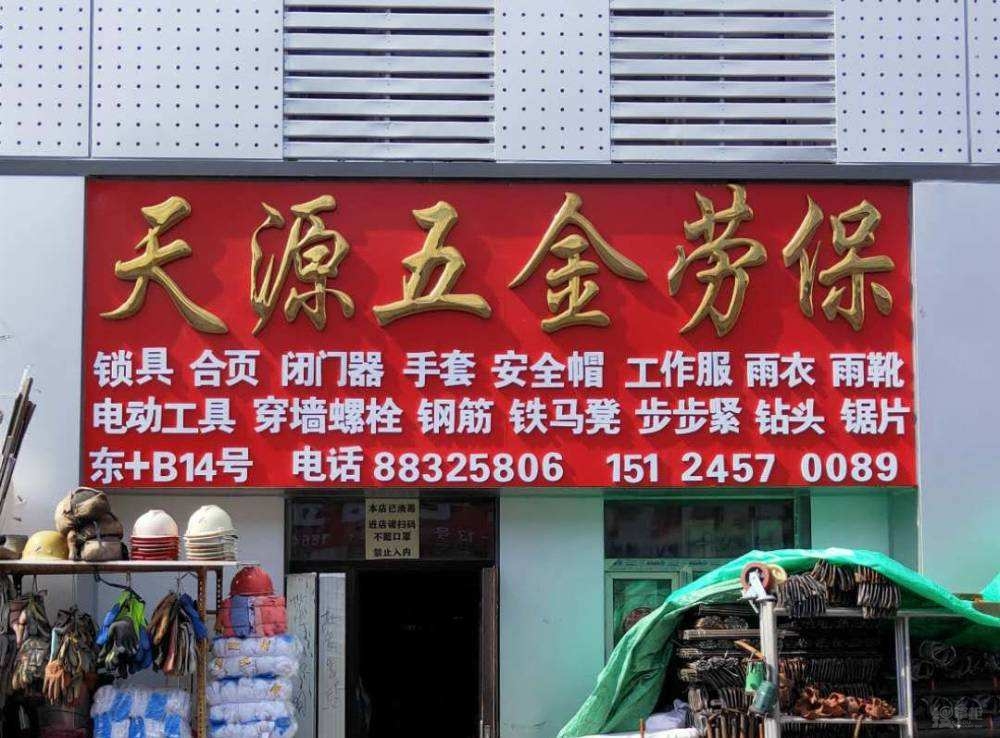 天源五金劳保
锁具 合页 闭门器 手套 安全帽 工作服 雨衣 雨靴
电动工具 穿墙螺栓 钢筋 铁马凳 步步紧 钻头 锯片
东+B14号 电话 88325806 151 2457 0089
本店已消毒
近店请扫码
不戴口罩
禁止入内